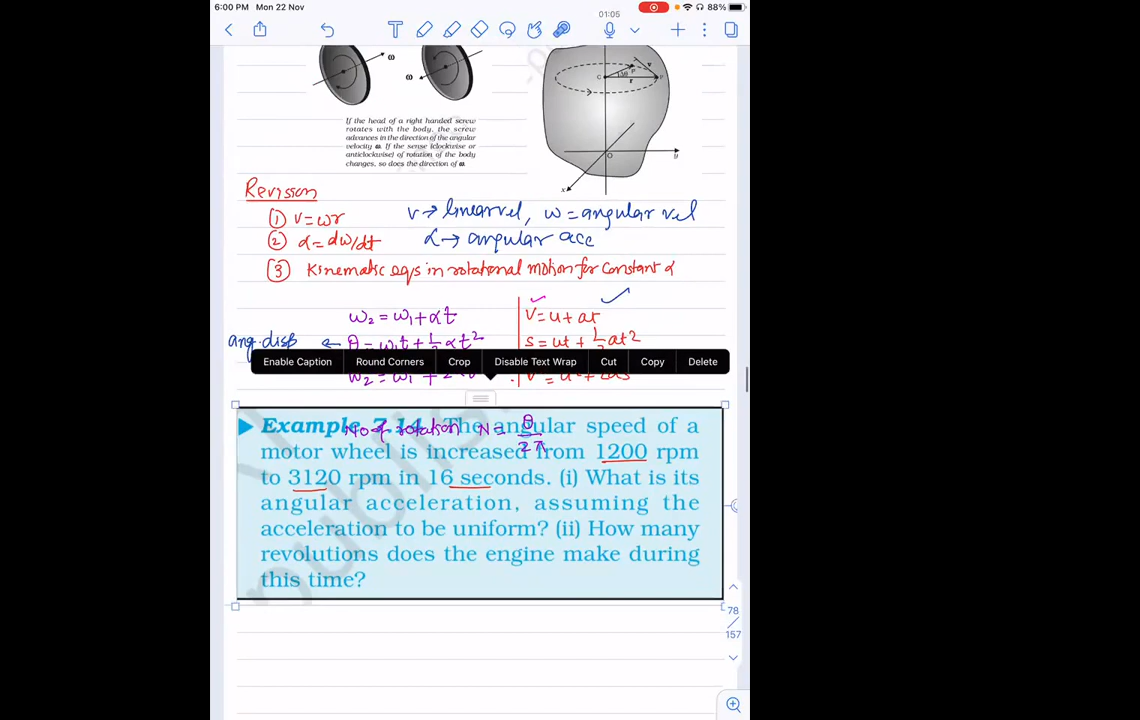 6:00 PM Mon 22 Nov
88%
01:05
ω
ω
If the head of a right handed screw
rotates with the body, the screw
advances in the direction of the angular
velocity ω. If the sense (clockwise or
anticlockwise) of rotation of the body
changes, so does the direction of ω.
v
C
r
O
y
x
Revision
① v=ωr
② α=dω/dt
③ Kinematic eqs in rotational motion for constant α
v→ linear vel, ω = angular vel
α→ angular acc
ω₂ = ω₁+αt
V=u+at
ang.disp ← θ=ω₁t+½αt²
s = ut + ½at²
Enable Caption Round Corners Crop Disable Text Wrap Cut Copy Delete
No of rotation N = θ/2π
Example 7.14 The angular speed of a
motor wheel is increased from 1200 rpm
to 3120 rpm in 16 seconds. (i) What is its
angular acceleration, assuming the
acceleration to be uniform? (ii) How many
revolutions does the engine make during
this time?
78
157